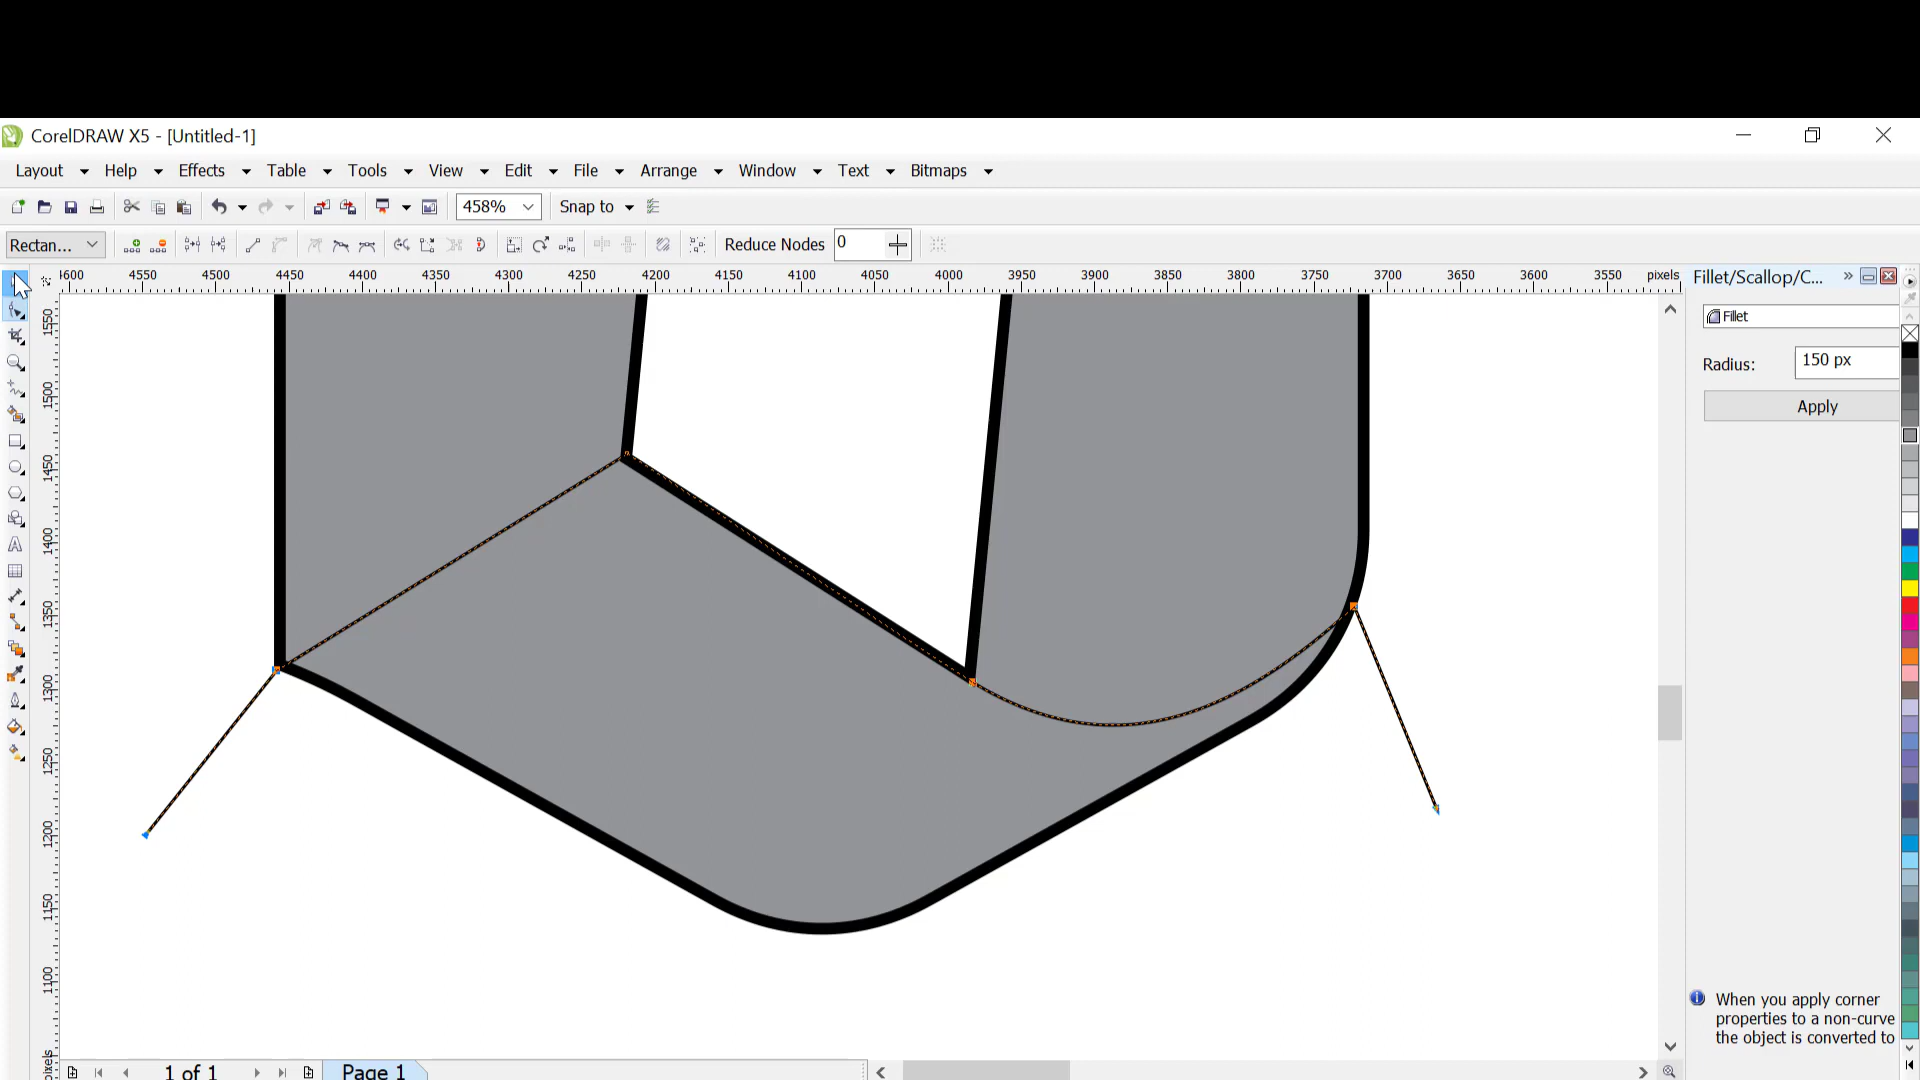 CorelDRAW X5 - [Untitled-1]
Layout Help Effects Table Tools View Edit File Arrange Window Text Bitmaps
458% Snap to
Rectan... Reduce Nodes 0
4600 4550 4500 4450 4400 4350 4300 4250 4200 4150 4100 4050 4000 3950 3900 3850 3800 3750 3700 3650 3600 3550 pixels
Fillet/Scallop/C...
Fillet
Radius: 150 px
Apply
1550
1500
1450
1400
1350
1300
1250
1200
1150
1100
pixels
When you apply corner
properties to a non-curve
the object is converted to
1 of 1 Page 1